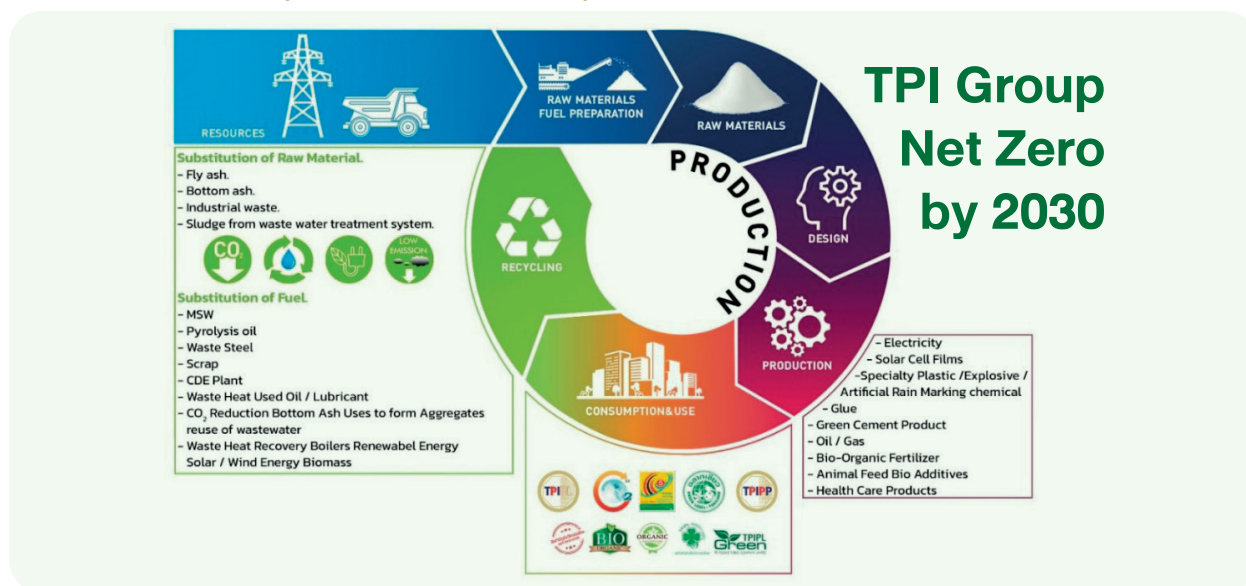 TPI Group
Net Zero
by 2030
RESOURCES
RAW MATERIALS
FUEL PREPARATION
RAW MATERIALS
PRODUCTION
DESIGN
PRODUCTION
CONSUMPTION&USE
RECYCLING
Substitution of Raw Material.
- Fly ash.
- Bottom ash.
- Industrial waste.
- Sludge from waste water treatment system.
CO₂
LOW
EMISSION
Substitution of Fuel.
- MSW
- Pyrolysis oil
- Waste Steel
- Scrap
- CDE Plant
- Waste Heat Used Oil / Lubricant
- CO₂ Reduction Bottom Ash Uses to form Aggregates
reuse of wastewater
- Waste Heat Recovery Boilers Renewabel Energy
Solar / Wind Energy Biomass
- Electricity
- Solar Cell Films
-Specialty Plastic /Explosive /
Artificial Rain Marking chemical
- Glue
- Green Cement Product
- Oil / Gas
- Bio-Organic Fertilizer
- Animal Feed Bio Additives
- Health Care Products
TPIPL
TPIPP
BIO
ORGANIC
ORGANIC
TPIPL
Green